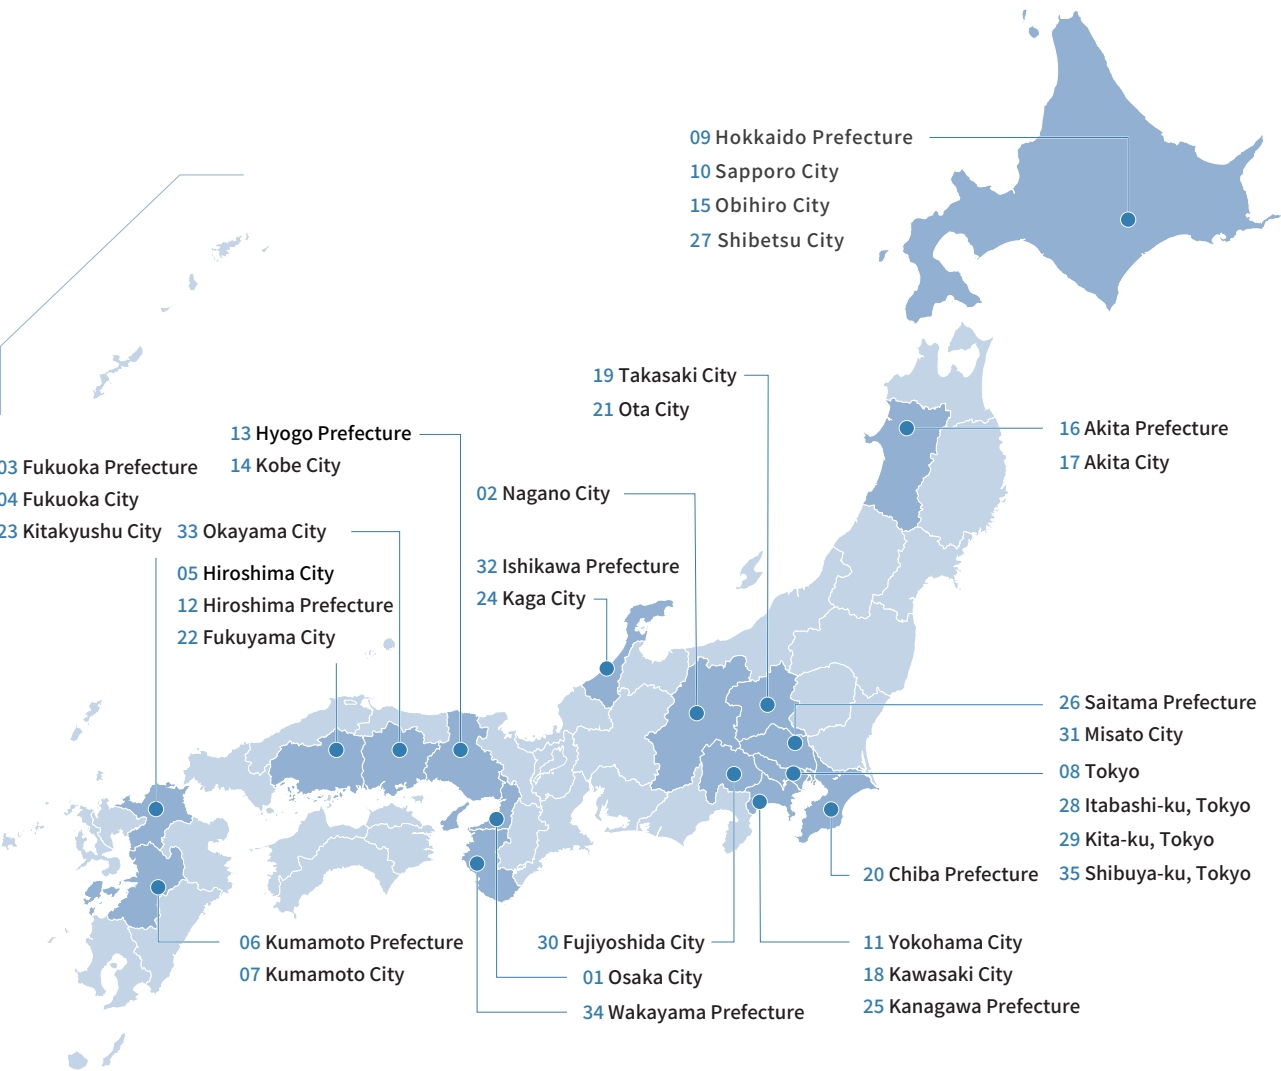 09 Hokkaido Prefecture
10 Sapporo City
15 Obihiro City
27 Shibetsu City
19 Takasaki City
21 Ota City
16 Akita Prefecture
17 Akita City
13 Hyogo Prefecture
14 Kobe City
03 Fukuoka Prefecture
04 Fukuoka City
23 Kitakyushu City
33 Okayama City
05 Hiroshima City
12 Hiroshima Prefecture
22 Fukuyama City
02 Nagano City
32 Ishikawa Prefecture
24 Kaga City
26 Saitama Prefecture
31 Misato City
08 Tokyo
28 Itabashi-ku, Tokyo
29 Kita-ku, Tokyo
35 Shibuya-ku, Tokyo
20 Chiba Prefecture
06 Kumamoto Prefecture
07 Kumamoto City
30 Fujiyoshida City
01 Osaka City
34 Wakayama Prefecture
11 Yokohama City
18 Kawasaki City
25 Kanagawa Prefecture